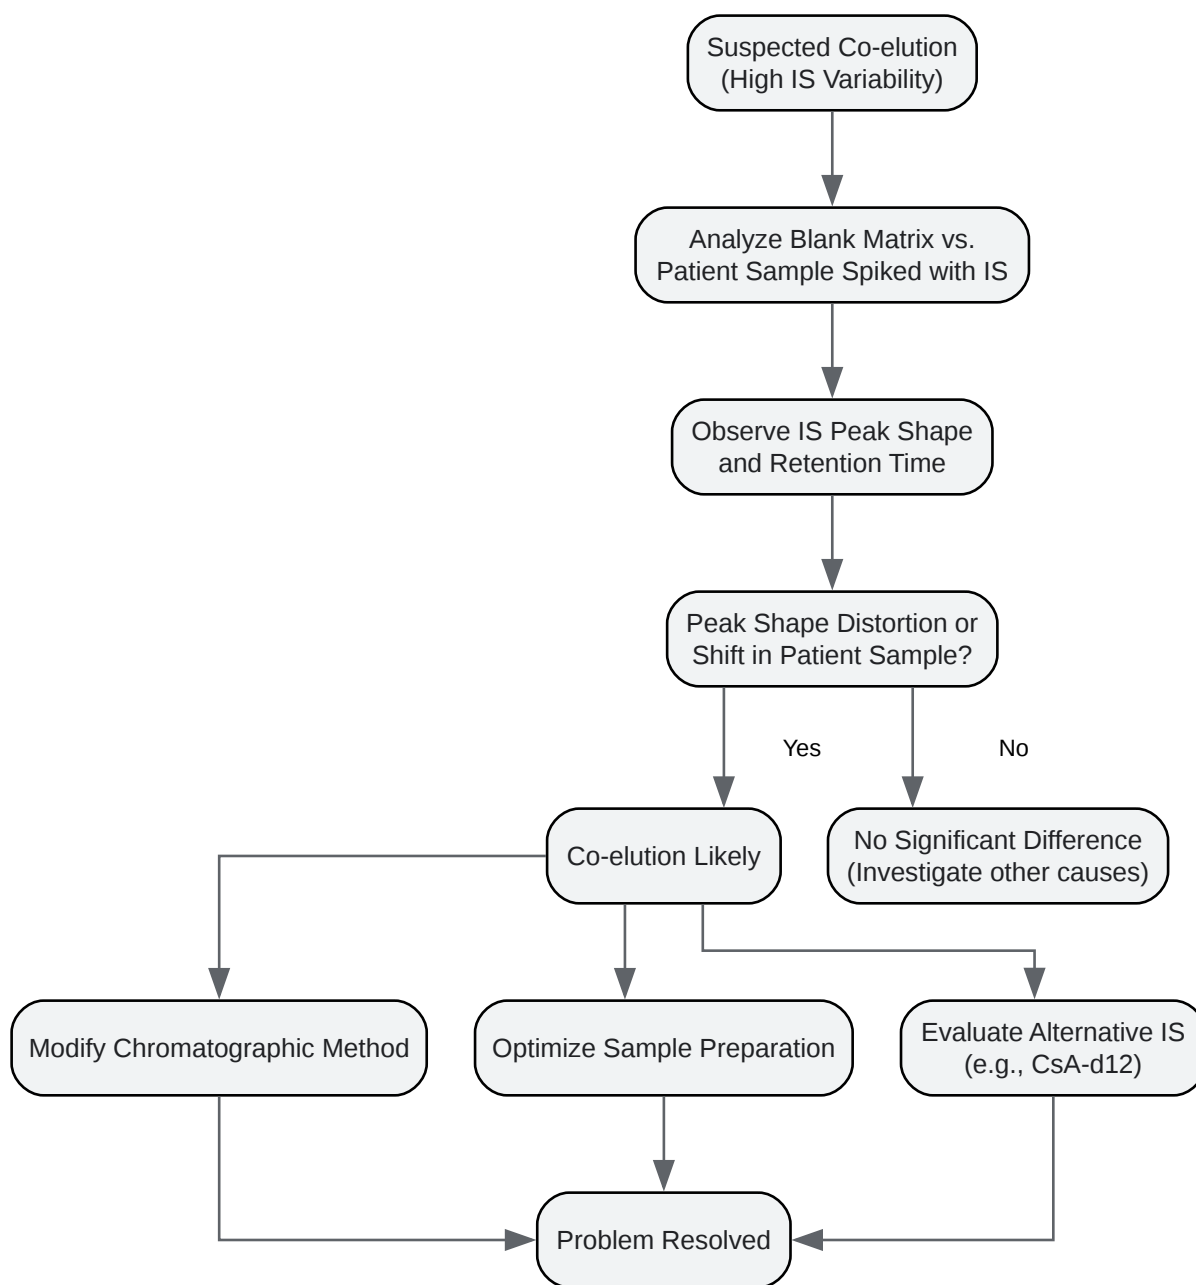 Suspected Co-elution
(High IS Variability)
Analyze Blank Matrix vs.
Patient Sample Spiked with IS
Observe IS Peak Shape
and Retention Time
Peak Shape Distortion or
Shift in Patient Sample?
Yes
No
Co-elution Likely
No Significant Difference
(Investigate other causes)
Modify Chromatographic Method
Optimize Sample Preparation
Evaluate Alternative IS
(e.g., CsA-d12)
Problem Resolved